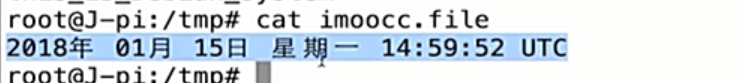 root@J-pi:/tmp# cat imoocc.file
2018年 01月 15日 星期一 14:59:52 UTC
root@J-pi:/tmp#